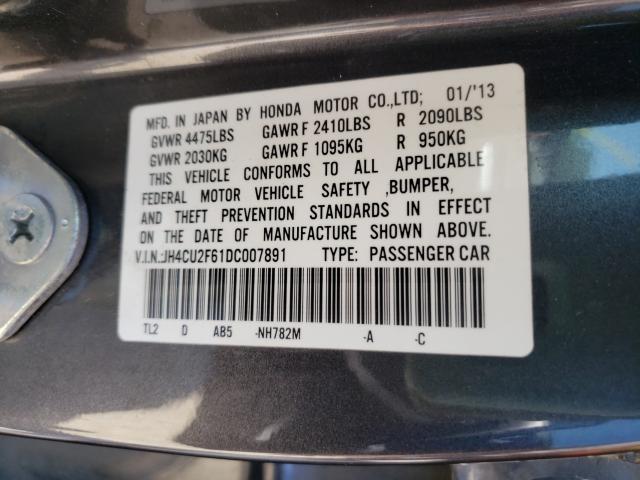 MFD. IN JAPAN BY HONDA MOTOR CO.,LTD; 01/'13
GVWR 4475LBS GAWR F 2410LBS R 2090LBS
GVWR 2030KG GAWR F 1095KG R 950KG
THIS VEHICLE CONFORMS TO ALL APPLICABLE
FEDERAL MOTOR VEHICLE SAFETY ,BUMPER,
AND THEFT PREVENTION STANDARDS IN EFFECT
ON THE DATE OF MANUFACTURE SHOWN ABOVE.
V.I.N.:JH4CU2F61DC007891 TYPE: PASSENGER CAR
TL2 D AB5 -NH782M -A -C